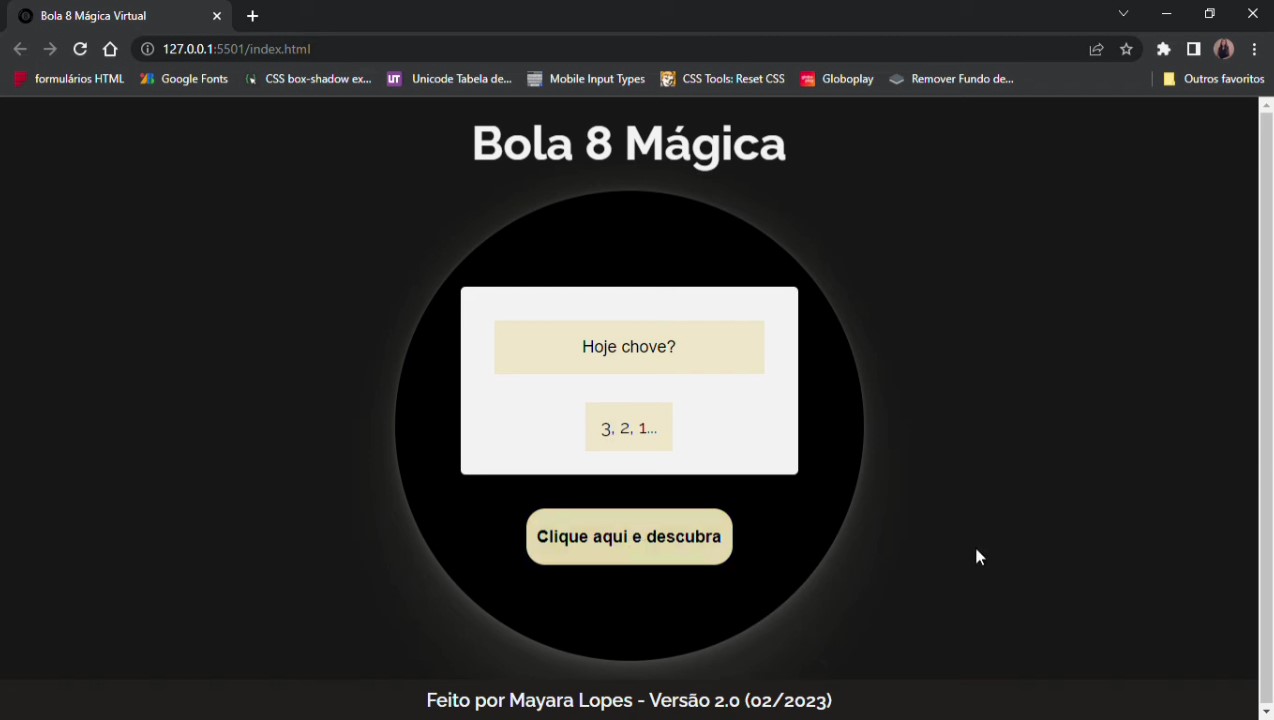 Bola 8 Mágica Virtual
127.0.0.1:5501/index.html
formulários HTML
Google Fonts
CSS box-shadow ex...
UT
Unicode Tabela de...
Mobile Input Types
CSS Tools: Reset CSS
Globoplay
Remover Fundo de...
Outros favoritos
Bola 8 Mágica
Hoje chove?
3, 2, 1...
Clique aqui e descubra
Feito por Mayara Lopes - Versão 2.0 (02/2023)